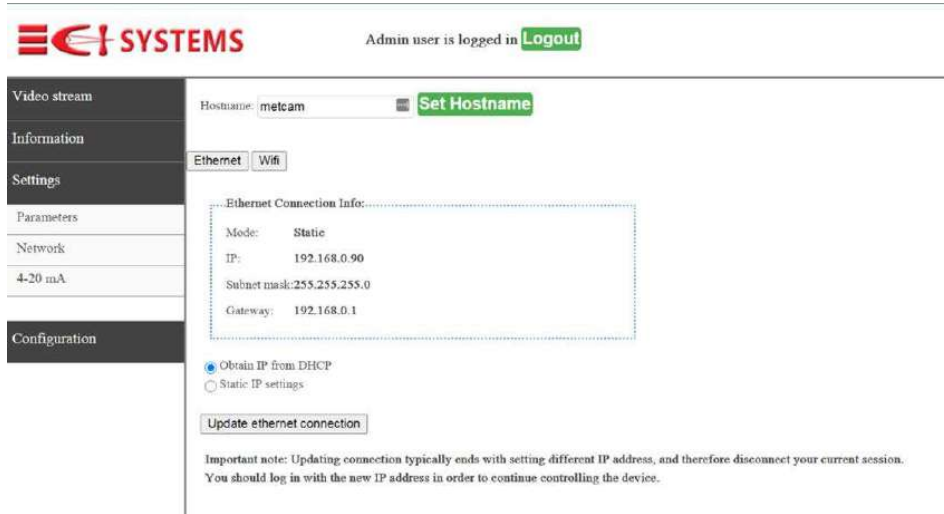 ECI SYSTEMS
Admin user is logged in Logout
Video stream
Information
Settings
Parameters
Network
4-20 mA
Configuration
Hostname: metcam Set Hostname
Ethernet Wifi
Ethernet Connection Info:
Mode: Static
IP: 192.168.0.90
Subnet mask:255.255.255.0
Gateway: 192.168.0.1
Obtain IP from DHCP
Static IP settings
Update ethernet connection
Important note: Updating connection typically ends with setting different IP address, and therefore disconnect your current session.
You should log in with the new IP address in order to continue controlling the device.